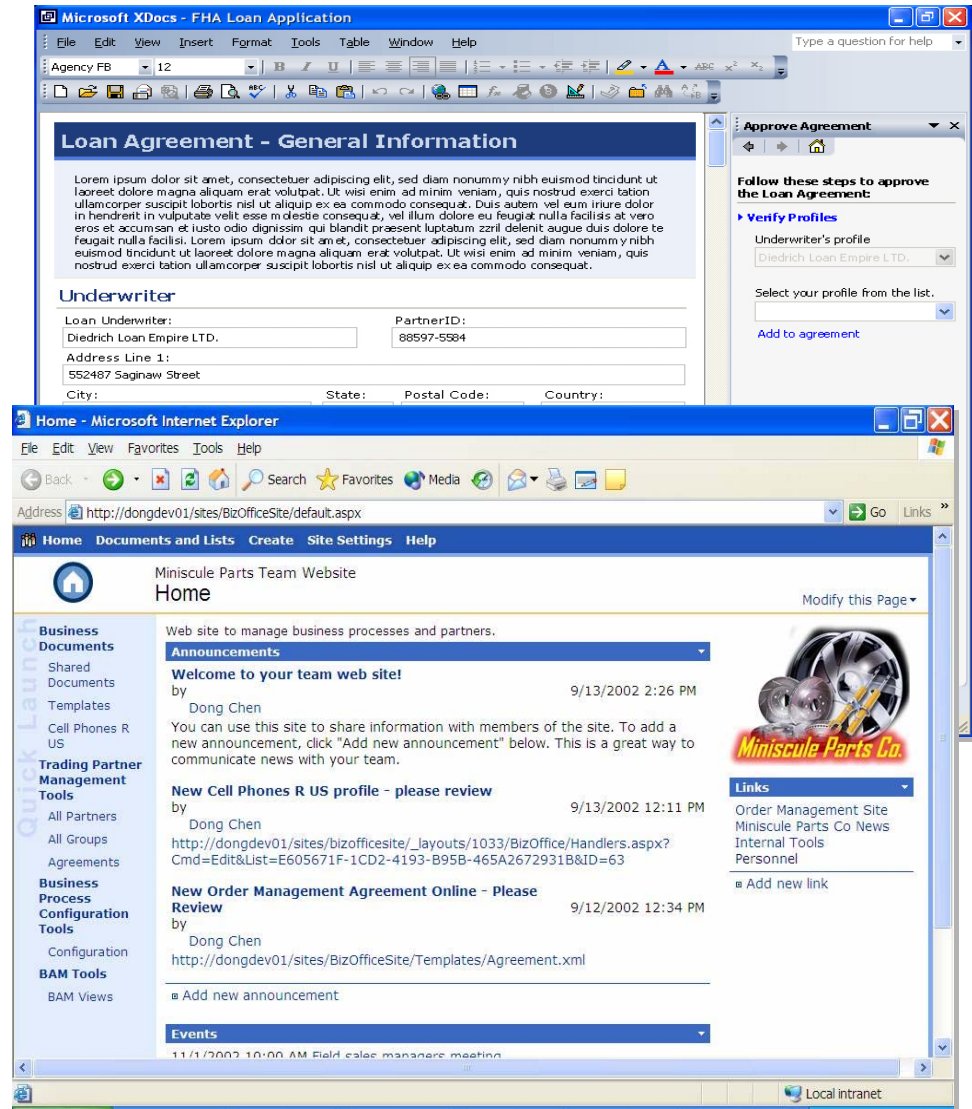 Microsoft XDocs - FHA Loan Application
File Edit View Insert Format Tools Table Window Help
Type a question for help
Agency FB 12 B I U A ABC x² x₂
Loan Agreement - General Information
Lorem ipsum dolor sit amet, consectetuer adipiscing elit, sed diam nonummy nibh euismod tincidunt ut
laoreet dolore magna aliquam erat volutpat. Ut wisi enim ad minim veniam, quis nostrud exerci tation
ullamcorper suscipit lobortis nisl ut aliquip ex ea commodo consequat. Duis autem vel eum iriure dolor
in hendrerit in vulputate velit esse molestie consequat, vel illum dolore eu feugiat nulla facilisis at vero
eros et accumsan et iusto odio dignissim qui blandit praesent luptatum zzril delenit augue duis dolore te
feugait nulla facilisi. Lorem ipsum dolor sit amet, consectetuer adipiscing elit, sed diam nonummy nibh
euismod tincidunt ut laoreet dolore magna aliquam erat volutpat. Ut wisi enim ad minim veniam, quis
nostrud exerci tation ullamcorper suscipit lobortis nisl ut aliquip ex ea commodo consequat.
Underwriter
Loan Underwriter: PartnerID:
Diedrich Loan Empire LTD. 88597-5584
Address Line 1:
552487 Saginaw Street
City: State: Postal Code: Country:
Approve Agreement
Follow these steps to approve
the Loan Agreement:
Verify Profiles
Underwriter's profile
Diedrich Loan Empire LTD.
Select your profile from the list.
Add to agreement
Home - Microsoft Internet Explorer
File Edit View Favorites Tools Help
Back Search Favorites Media
Address http://dongdev01/sites/BizOfficeSite/default.aspx Go Links »
Home Documents and Lists Create Site Settings Help
Miniscule Parts Team Website
Home
Modify this Page
Quick Launch
Business
Documents
Shared
Documents
Templates
Cell Phones R
US
Trading Partner
Management
Tools
All Partners
All Groups
Agreements
Business
Process
Configuration
Tools
Configuration
BAM Tools
BAM Views
Web site to manage business processes and partners.
Announcements
Welcome to your team web site!
by 9/13/2002 2:26 PM
Dong Chen
You can use this site to share information with members of the site. To add a
new announcement, click "Add new announcement" below. This is a great way to
communicate news with your team.
New Cell Phones R US profile - please review
by 9/13/2002 12:11 PM
Dong Chen
http://dongdev01/sites/bizofficesite/_layouts/1033/BizOffice/Handlers.aspx?
Cmd=Edit&List=E605671F-1CD2-4193-B95B-465A2672931B&ID=63
New Order Management Agreement Online - Please
Review 9/12/2002 12:34 PM
by
Dong Chen
http://dongdev01/sites/BizOfficeSite/Templates/Agreement.xml
Add new announcement
Events
11/1/2002 10:00 AM Field sales managers meeting
Miniscule Parts Co.
Links
Order Management Site
Miniscule Parts Co News
Internal Tools
Personnel
Add new link
Local intranet